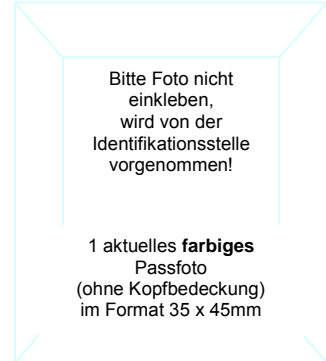 Bitte Foto nicht
einkleben,
wird von der
Identifikationsstelle
vorgenommen!
1 aktuelles farbiges
Passfoto
(ohne Kopfbedeckung)
im Format 35 x 45mm